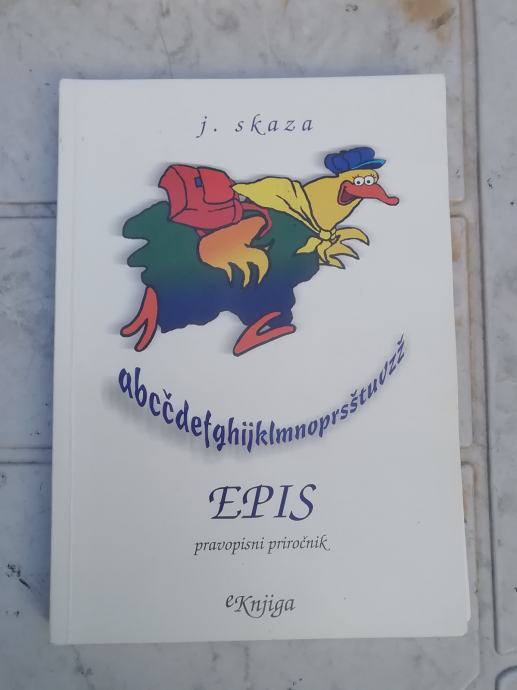 j. skaza
abcčdefghijklmnoprsštuvzž
EPIS
pravopisni priročnik
eKnjiga